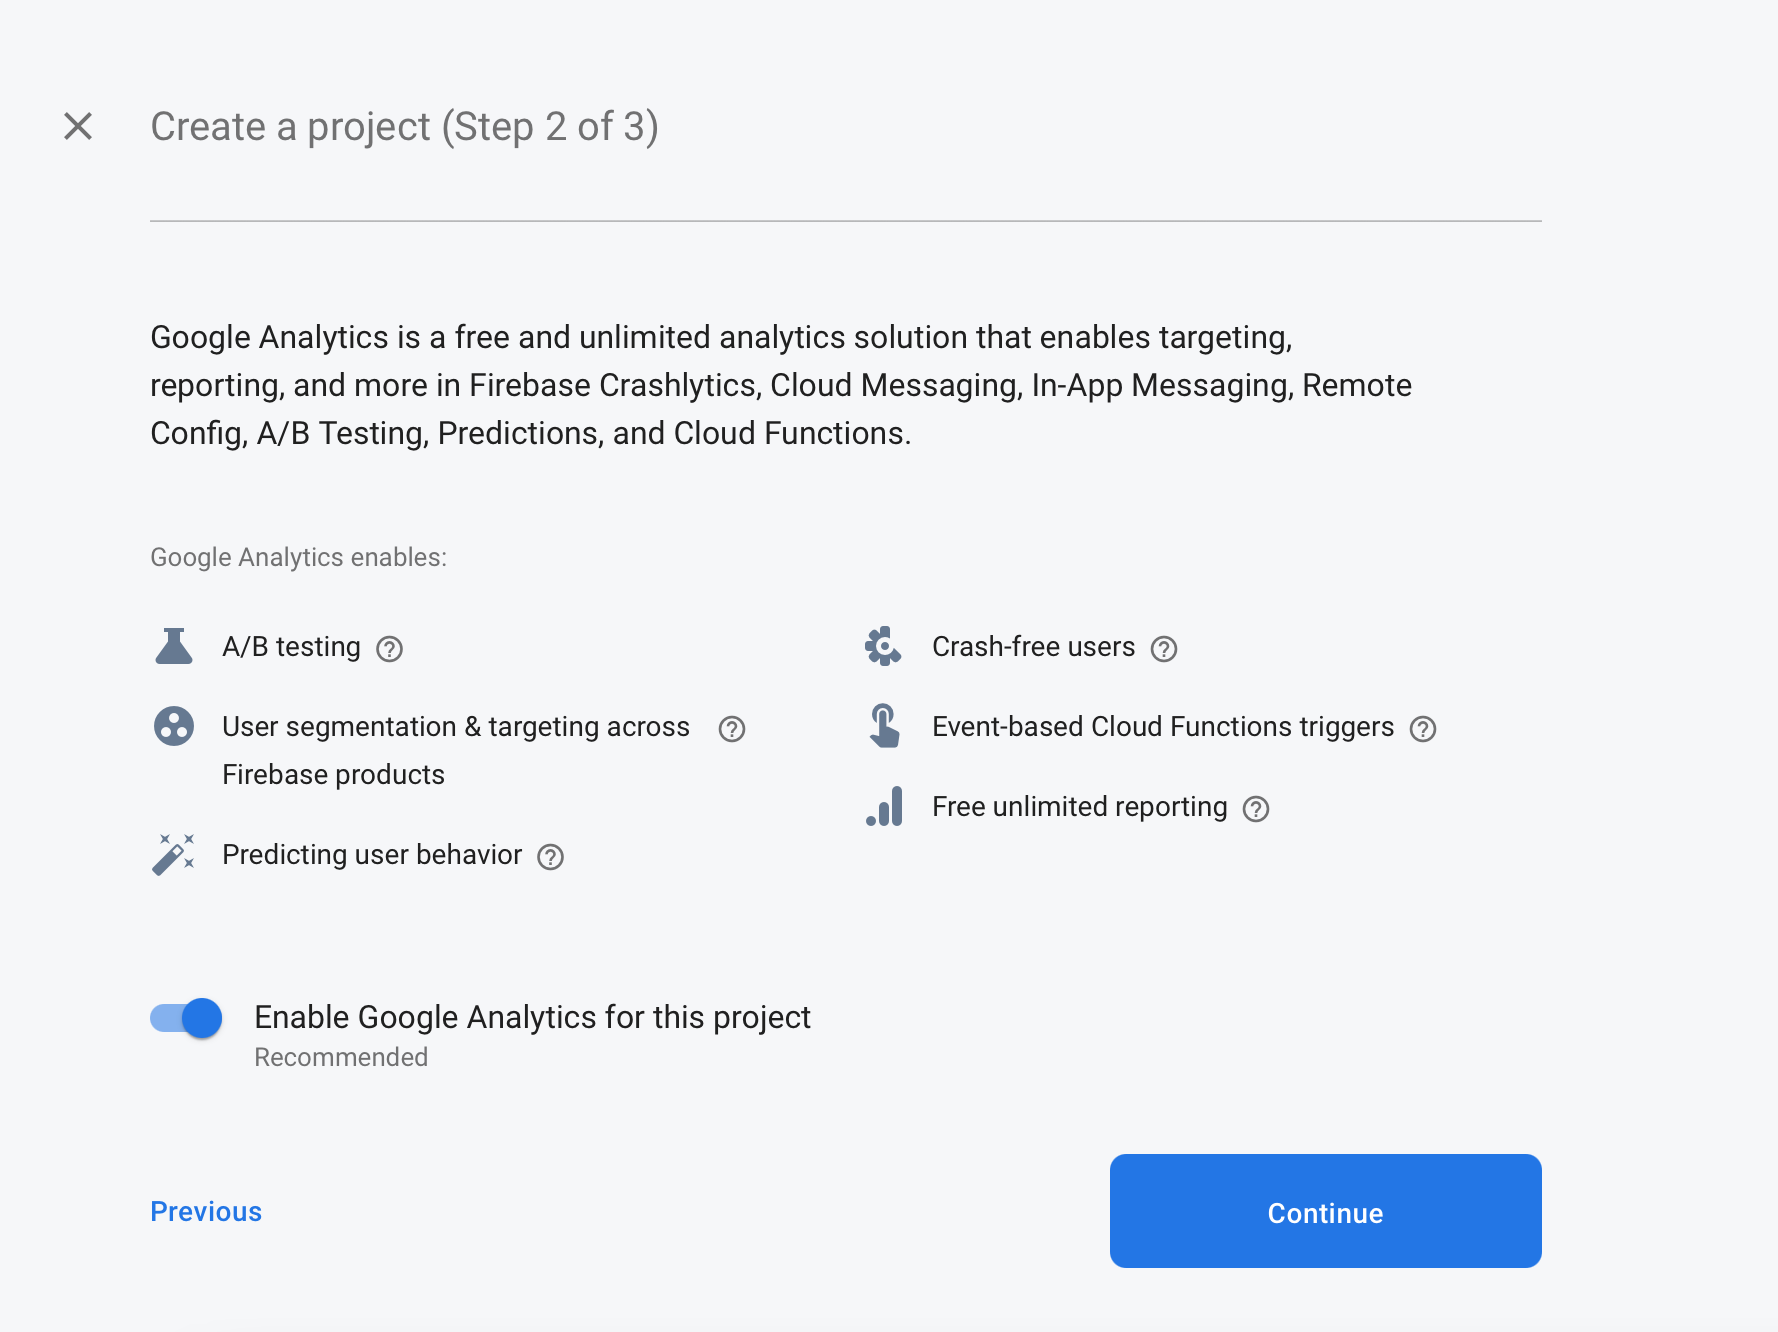 Create a project (Step 2 of 3)
Google Analytics is a free and unlimited analytics solution that enables targeting,
reporting, and more in Firebase Crashlytics, Cloud Messaging, In-App Messaging, Remote
Config, A/B Testing, Predictions, and Cloud Functions.
Google Analytics enables:
A/B testing
User segmentation & targeting across
Firebase products
Predicting user behavior
Crash-free users
Event-based Cloud Functions triggers
Free unlimited reporting
Enable Google Analytics for this project
Recommended
Previous
Continue